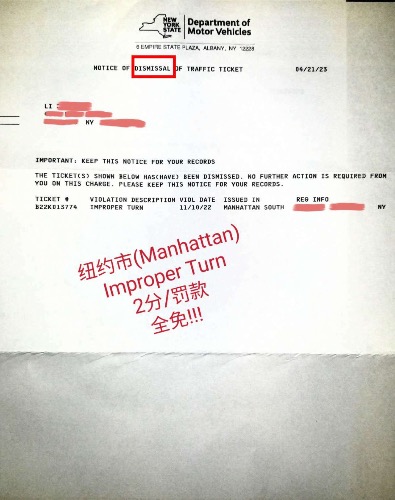 NEW
YORK
STATE
Department of
Motor Vehicles
6 EMPIRE STATE PLAZA, ALBANY, NY 12228
NOTICE OF DISMISSAL OF TRAFFIC TICKET 04/21/23
LI
NY
IMPORTANT: KEEP THIS NOTICE FOR YOUR RECORDS
THE TICKET(S) SHOWN BELOW HAS(HAVE) BEEN DISMISSED. NO FURTHER ACTION IS REQUIRED FROM
YOU ON THIS CHARGE. PLEASE KEEP THIS NOTICE FOR YOUR RECORDS.
TICKET # VIOLATION DESCRIPTION VIOL DATE ISSUED IN REG INFO
B22KD13774 IMPROPER TURN 11/10/22 MANHATTAN SOUTH NY
纽约市(Manhattan)
Improper Turn
2分/罚款
全免!!!